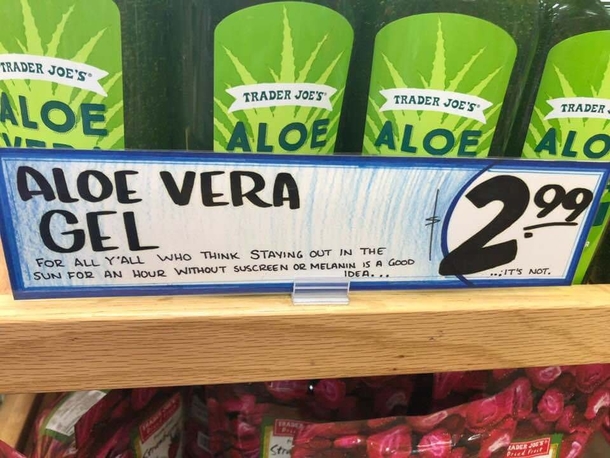 TRADER JOE'S
ALOE
TRADER JOE'S
ALOE
TRADER JOE'S
ALOE
TRADER
ALO
ALOE VERA
GEL
FOR ALL Y'ALL WHO THINK STAYING OUT IN THE
SUN FOR AN HOUR WITHOUT SUSCREEN OR MELANIN IS A GOOD
IDEA...
$2.99
...IT'S NOT.
TRADER JOE'S